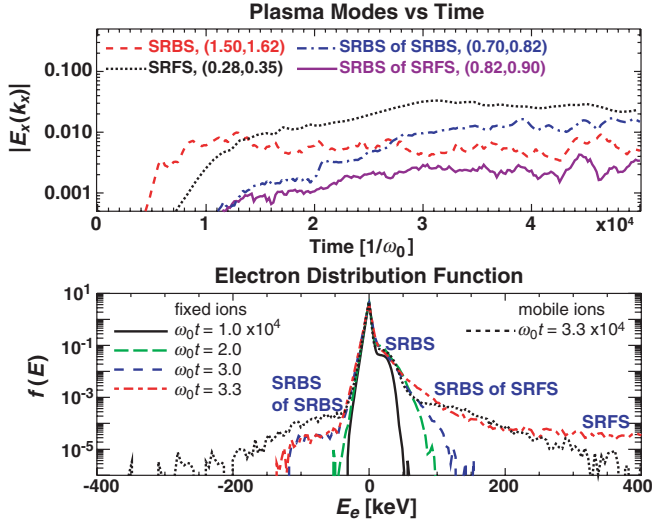 Plasma Modes vs Time
SRBS, (1.50,1.62)
SRBS of SRBS, (0.70,0.82)
SRFS, (0.28,0.35)
SRBS of SRFS, (0.82,0.90)
|Eₓ(kₓ)|
0.100
0.010
0.001
0 1 2 3 4 x10⁴
Time [1/ω₀]
Electron Distribution Function
fixed ions
ω₀t = 1.0 x10⁴
ω₀t = 2.0
ω₀t = 3.0
ω₀t = 3.3
mobile ions
ω₀t = 3.3 x10⁴
SRBS
SRBS
of SRBS
SRBS of SRFS
SRFS
f(E)
10¹
10⁻¹
10⁻³
10⁻⁵
-400 -200 0 200 400
Eₑ [keV]